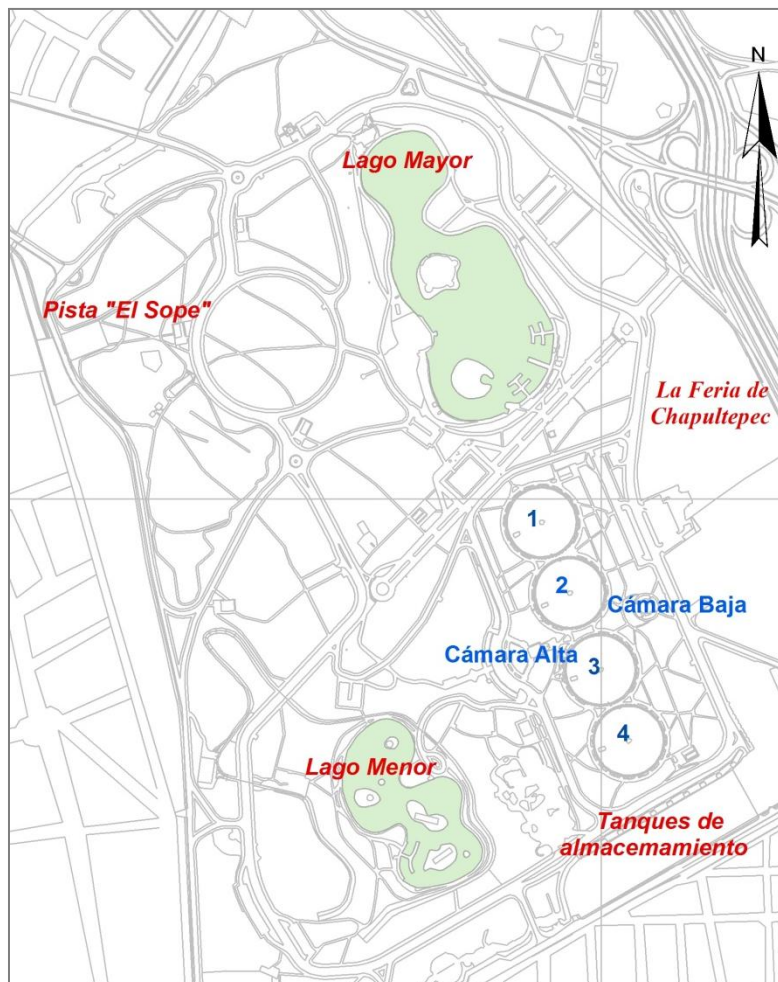 N
Lago Mayor
Pista "El Sope"
La Feria de
Chapultepec
1
2
Cámara Baja
Cámara Alta
3
4
Lago Menor
Tanques de
almacemamiento